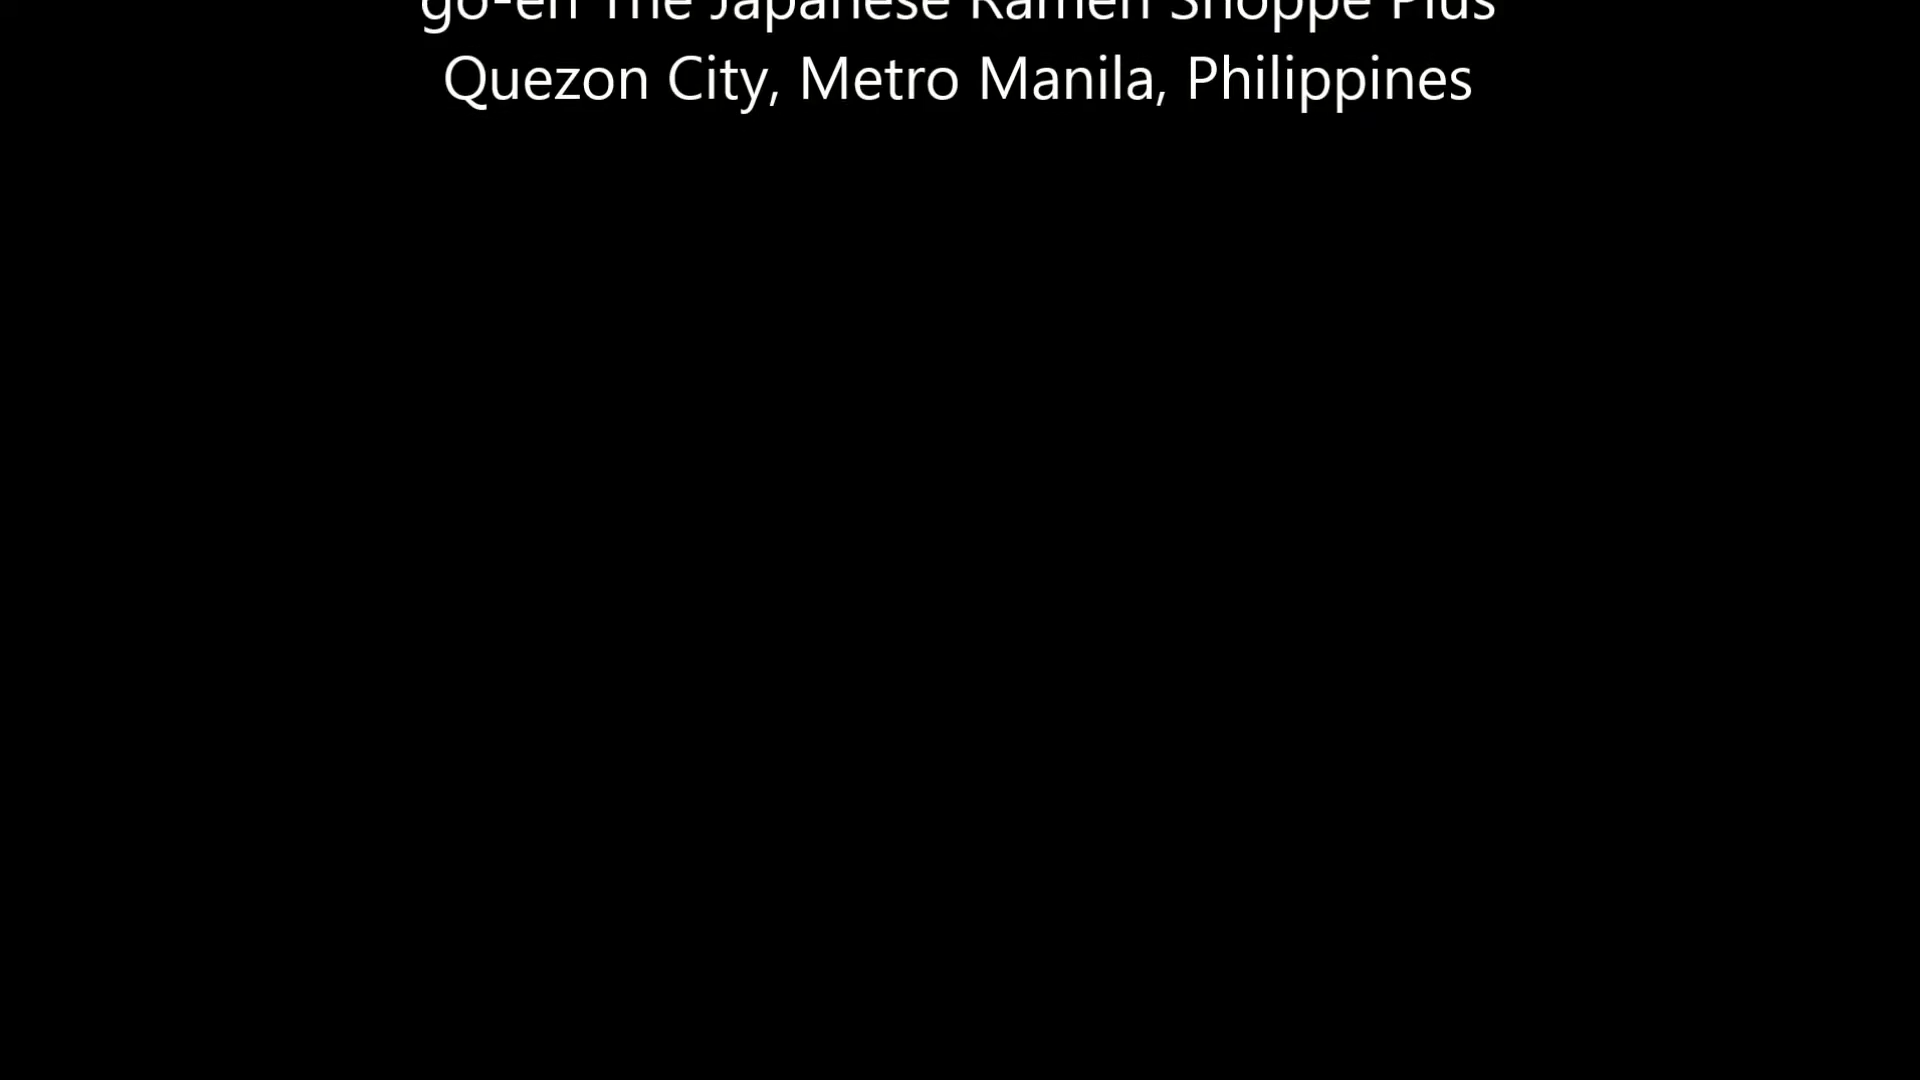 go-en The Japanese Ramen Shoppe Plus
Quezon City, Metro Manila, Philippines